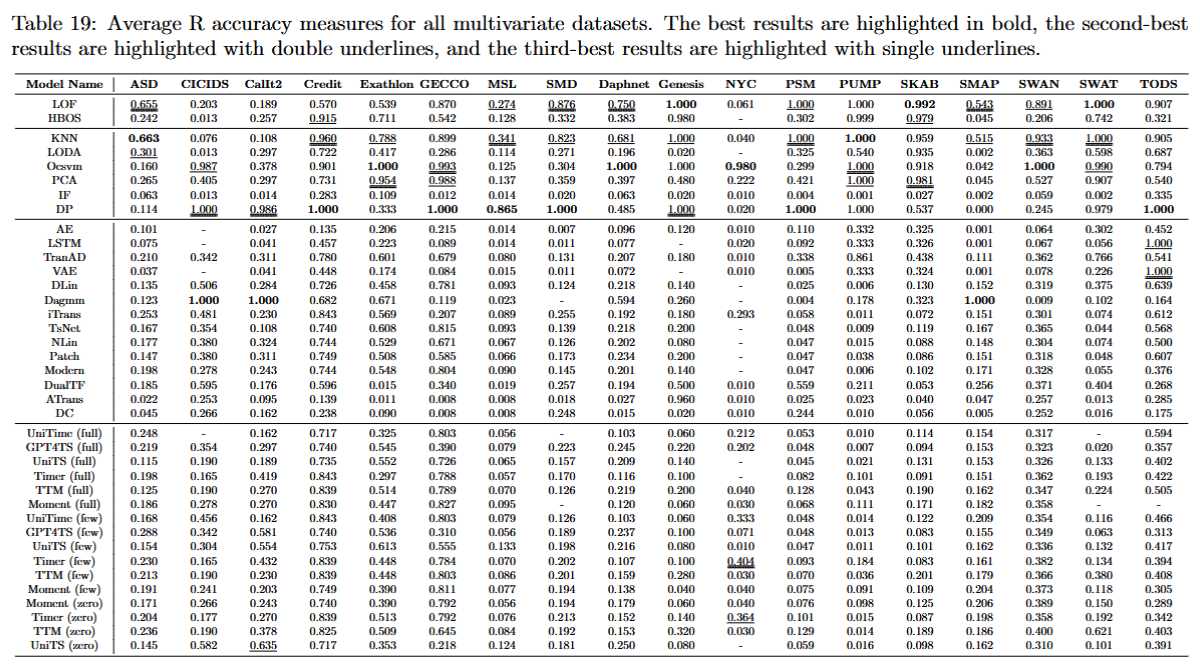 Table 19: Average R accuracy measures for all multivariate datasets. The best results are highlighted in bold, the second-best
results are highlighted with double underlines, and the third-best results are highlighted with single underlines.
Model Name ASD CICIDS CalIt2 Credit Exathlon GECCO MSL SMD Daphnet Genesis NYC PSM PUMP SKAB SMAP SWAN SWAT TODS
LOF 0.655 0.203 0.189 0.570 0.539 0.870 0.274 0.876 0.750 1.000 0.061 1.000 1.000 0.992 0.543 0.891 1.000 0.907
HBOS 0.242 0.013 0.257 0.915 0.711 0.542 0.128 0.332 0.383 0.980 - 0.302 0.999 0.979 0.045 0.206 0.742 0.321
KNN 0.663 0.076 0.108 0.960 0.788 0.899 0.341 0.823 0.681 1.000 0.040 1.000 1.000 0.959 0.515 0.933 1.000 0.905
LODA 0.301 0.013 0.297 0.722 0.417 0.286 0.114 0.271 0.196 0.020 - 0.325 0.540 0.935 0.002 0.363 0.598 0.687
Ocsvm 0.160 0.987 0.378 0.901 1.000 0.993 0.125 0.304 1.000 1.000 0.980 0.299 1.000 0.918 0.042 1.000 0.990 0.794
PCA 0.265 0.405 0.297 0.731 0.954 0.988 0.137 0.359 0.397 0.480 0.222 0.421 1.000 0.981 0.045 0.527 0.907 0.540
IF 0.063 0.013 0.014 0.283 0.109 0.012 0.014 0.020 0.063 0.020 0.010 0.004 0.001 0.027 0.002 0.059 0.002 0.335
DP 0.114 1.000 0.986 1.000 0.333 1.000 0.865 1.000 0.485 1.000 0.020 1.000 1.000 0.537 0.000 0.245 0.979 1.000
AE 0.101 - 0.027 0.135 0.206 0.215 0.014 0.007 0.096 0.120 0.010 0.110 0.332 0.325 0.001 0.064 0.302 0.452
LSTM 0.075 - 0.041 0.457 0.223 0.089 0.014 0.011 0.077 - 0.020 0.092 0.333 0.326 0.001 0.067 0.056 1.000
TranAD 0.210 0.342 0.311 0.780 0.601 0.679 0.080 0.131 0.207 0.180 0.010 0.338 0.861 0.438 0.111 0.362 0.766 0.541
VAE 0.037 - 0.041 0.448 0.174 0.084 0.015 0.011 0.072 - 0.010 0.005 0.333 0.324 0.001 0.078 0.226 1.000
DLin 0.135 0.506 0.284 0.726 0.458 0.781 0.093 0.124 0.218 0.140 - 0.025 0.006 0.130 0.152 0.319 0.375 0.639
Dagmm 0.123 1.000 1.000 0.682 0.671 0.119 0.023 - 0.594 0.260 - 0.004 0.178 0.323 1.000 0.009 0.102 0.164
iTrans 0.253 0.481 0.230 0.843 0.569 0.207 0.089 0.255 0.192 0.180 0.293 0.058 0.011 0.072 0.151 0.301 0.074 0.612
TsNet 0.167 0.354 0.108 0.740 0.608 0.815 0.093 0.139 0.218 0.200 - 0.048 0.009 0.119 0.167 0.365 0.044 0.568
NLin 0.177 0.380 0.324 0.744 0.529 0.671 0.067 0.126 0.202 0.080 - 0.047 0.015 0.088 0.148 0.304 0.074 0.500
Patch 0.147 0.380 0.311 0.749 0.508 0.585 0.066 0.173 0.234 0.200 - 0.047 0.038 0.086 0.151 0.318 0.048 0.607
Modern 0.198 0.278 0.243 0.744 0.548 0.804 0.090 0.145 0.201 0.140 - 0.047 0.006 0.102 0.171 0.328 0.055 0.376
DualTF 0.185 0.595 0.176 0.596 0.015 0.340 0.019 0.257 0.194 0.500 0.010 0.559 0.211 0.053 0.256 0.371 0.404 0.268
ATrans 0.022 0.253 0.095 0.139 0.011 0.008 0.008 0.018 0.027 0.960 0.010 0.025 0.023 0.040 0.047 0.257 0.013 0.285
DC 0.045 0.266 0.162 0.238 0.090 0.008 0.008 0.248 0.015 0.020 0.010 0.244 0.010 0.056 0.005 0.252 0.016 0.175
UniTime (full) 0.248 - 0.162 0.717 0.325 0.803 0.056 - 0.103 0.060 0.212 0.053 0.010 0.114 0.154 0.317 - 0.594
GPT4TS (full) 0.219 0.354 0.297 0.740 0.545 0.390 0.079 0.223 0.245 0.220 0.202 0.048 0.007 0.094 0.153 0.323 0.020 0.357
UniTS (full) 0.115 0.190 0.189 0.735 0.552 0.726 0.065 0.157 0.209 0.140 - 0.045 0.021 0.131 0.153 0.326 0.133 0.402
Timer (full) 0.198 0.165 0.419 0.843 0.297 0.788 0.057 0.170 0.116 0.100 - 0.082 0.101 0.091 0.151 0.362 0.193 0.422
TTM (full) 0.125 0.190 0.270 0.839 0.514 0.789 0.070 0.126 0.219 0.200 0.040 0.128 0.043 0.190 0.162 0.347 0.224 0.505
Moment (full) 0.186 0.278 0.270 0.830 0.447 0.827 0.095 - 0.120 0.060 0.030 0.068 0.111 0.171 0.182 0.358 - -
UniTime (few) 0.168 0.456 0.162 0.843 0.408 0.803 0.079 0.126 0.103 0.060 0.333 0.048 0.014 0.122 0.209 0.354 0.116 0.466
GPT4TS (few) 0.288 0.342 0.581 0.740 0.536 0.310 0.056 0.189 0.237 0.100 0.071 0.048 0.013 0.083 0.155 0.349 0.063 0.313
UniTS (few) 0.154 0.304 0.554 0.753 0.613 0.555 0.133 0.198 0.216 0.080 0.010 0.047 0.011 0.101 0.162 0.336 0.132 0.417
Timer (few) 0.230 0.165 0.432 0.839 0.448 0.784 0.070 0.202 0.107 0.100 0.404 0.093 0.184 0.083 0.161 0.382 0.134 0.394
TTM (few) 0.213 0.190 0.230 0.839 0.448 0.803 0.086 0.201 0.159 0.280 0.030 0.070 0.036 0.201 0.179 0.366 0.380 0.408
Moment (few) 0.191 0.241 0.203 0.749 0.390 0.811 0.077 0.194 0.138 0.040 0.040 0.075 0.091 0.109 0.204 0.373 0.118 0.305
Moment (zero) 0.171 0.266 0.243 0.740 0.390 0.792 0.056 0.194 0.179 0.060 0.040 0.076 0.098 0.125 0.206 0.389 0.150 0.289
Timer (zero) 0.204 0.177 0.270 0.839 0.513 0.792 0.076 0.213 0.152 0.140 0.364 0.101 0.015 0.087 0.198 0.358 0.192 0.342
TTM (zero) 0.236 0.190 0.378 0.825 0.509 0.645 0.084 0.192 0.153 0.320 0.030 0.129 0.014 0.189 0.186 0.400 0.621 0.403
UniTS (zero) 0.145 0.582 0.635 0.717 0.353 0.218 0.124 0.181 0.250 0.080 - 0.059 0.016 0.098 0.162 0.310 0.101 0.391